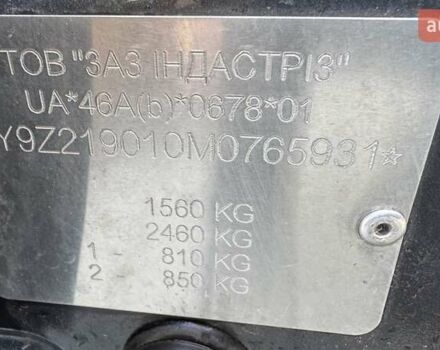 ТОВ "ЗАЗ ІНДАСТРІЗ"
UA*46A(b)*0678*01
Y9Z219010M0765931☆
1560 KG
2460 KG
1 - 810 KG
2 - 850 KG